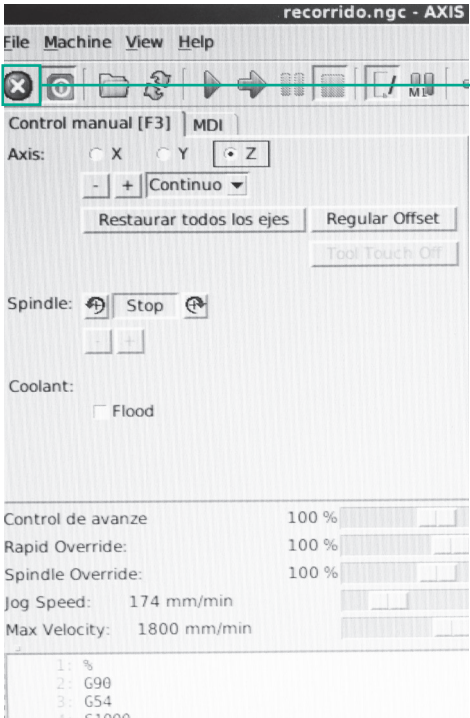 recorrido.ngc - AXIS
File Machine View Help
M1
Control manual [F3] MDI
Axis: X Y Z
- + Continuo
Restaurar todos los ejes Regular Offset
Tool Touch Off
Spindle: Stop
- +
Coolant:
Flood
Control de avanze 100 %
Rapid Override: 100 %
Spindle Override: 100 %
Jog Speed: 174 mm/min
Max Velocity: 1800 mm/min
1: %
2: G90
3: G54